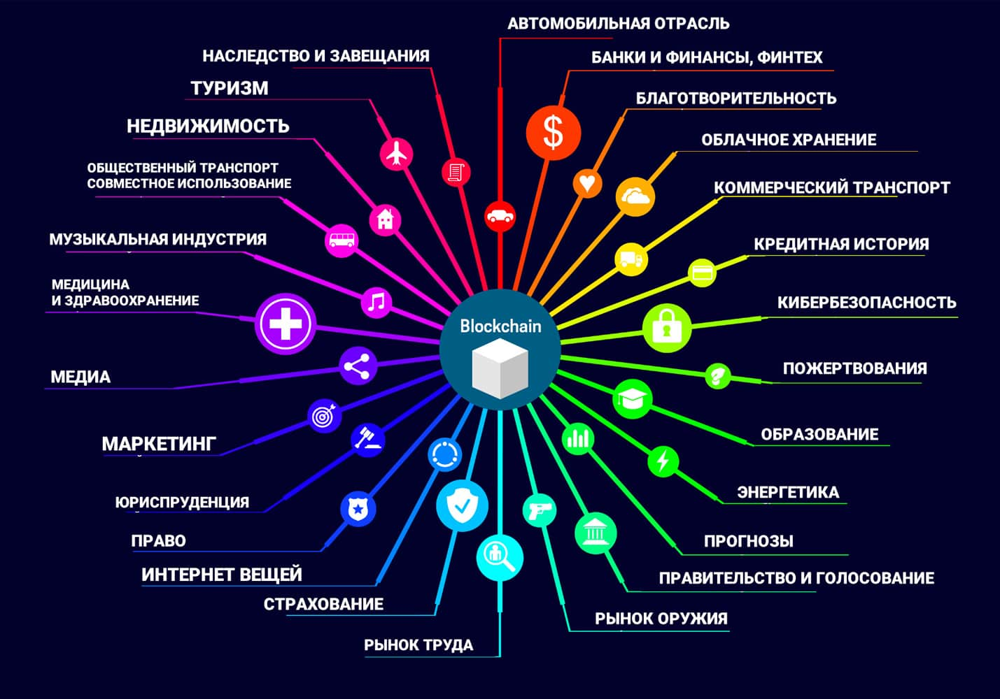 АВТОМОБИЛЬНАЯ ОТРАСЛЬ
БАНКИ И ФИНАНСЫ, ФИНТЕХ
БЛАГОТВОРИТЕЛЬНОСТЬ
ОБЛАЧНОЕ ХРАНЕНИЕ
КОММЕРЧЕСКИЙ ТРАНСПОРТ
КРЕДИТНАЯ ИСТОРИЯ
КИБЕРБЕЗОПАСНОСТЬ
ПОЖЕРТВОВАНИЯ
ОБРАЗОВАНИЕ
ЭНЕРГЕТИКА
ПРОГНОЗЫ
ПРАВИТЕЛЬСТВО И ГОЛОСОВАНИЕ
РЫНОК ОРУЖИЯ
РЫНОК ТРУДА
СТРАХОВАНИЕ
ИНТЕРНЕТ ВЕЩЕЙ
ПРАВО
ЮРИСПРУДЕНЦИЯ
МАРКЕТИНГ
МЕДИА
МЕДИЦИНА
И ЗДРАВООХРАНЕНИЕ
МУЗЫКАЛЬНАЯ ИНДУСТРИЯ
ОБЩЕСТВЕННЫЙ ТРАНСПОРТ
СОВМЕСТНОЕ ИСПОЛЬЗОВАНИЕ
НЕДВИЖИМОСТЬ
ТУРИЗМ
НАСЛЕДСТВО И ЗАВЕЩАНИЯ
$
Blockchain